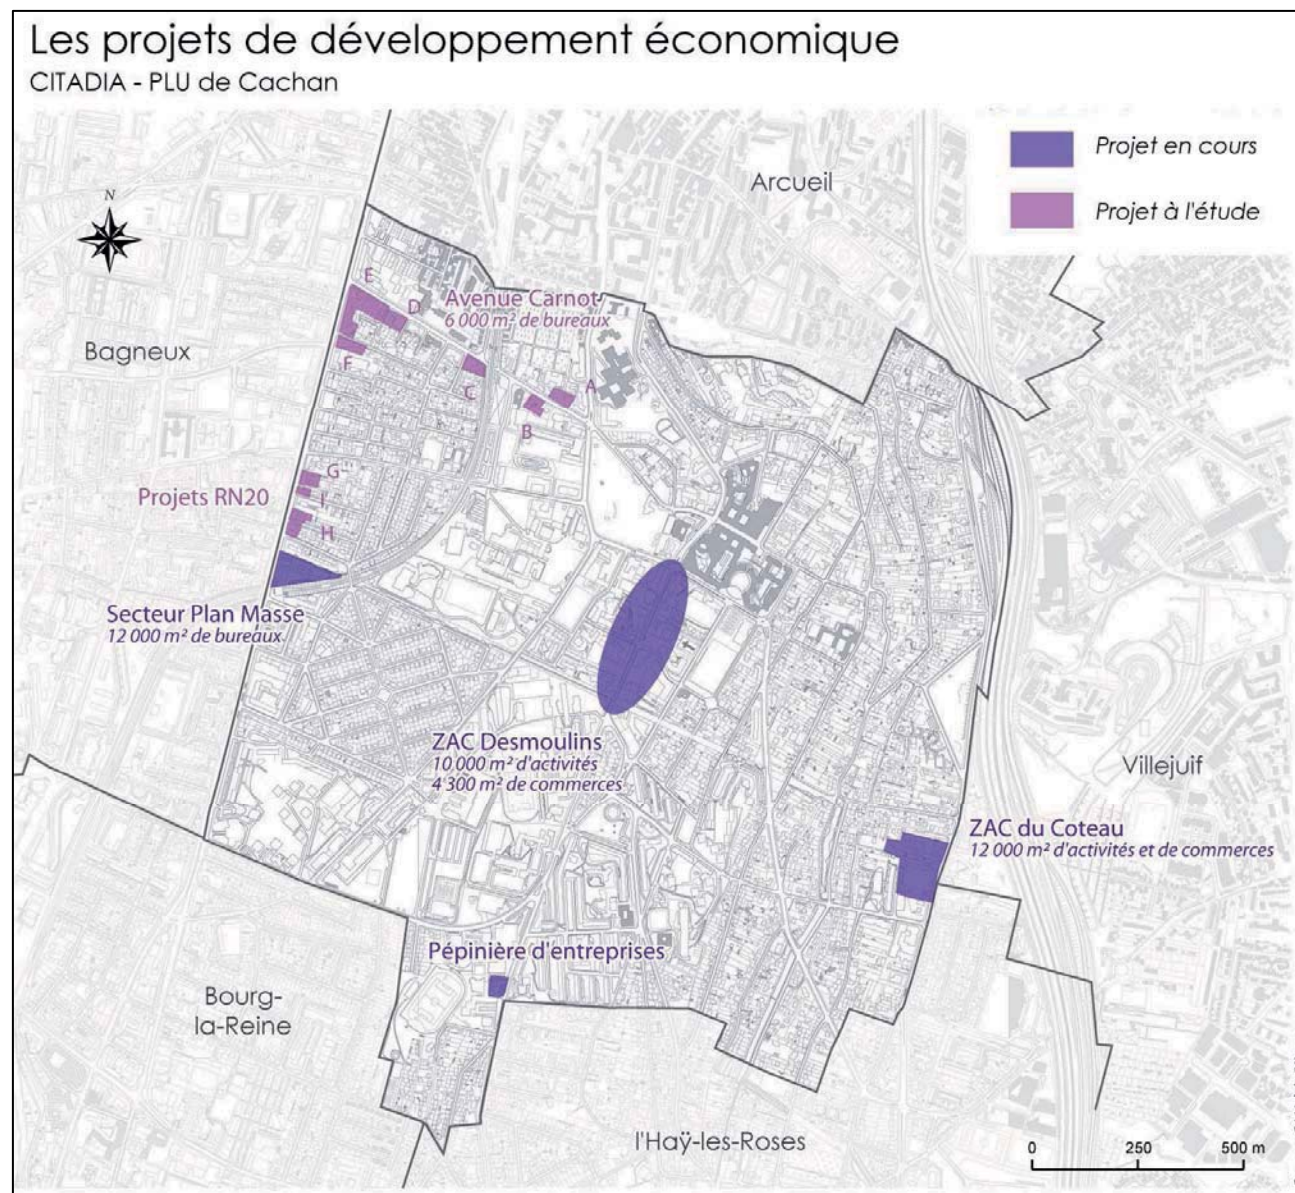 Les projets de développement économique
CITADIA - PLU de Cachan
Projet en cours
Projet à l'étude
N
Arcueil
Bagneux
E
D
Avenue Carnot
6 000 m² de bureaux
F
C
A
B
G
I
Projets RN20
H
Secteur Plan Masse
12 000 m² de bureaux
ZAC Desmoulins
10 000 m² d'activités
4 300 m² de commerces
Villejuif
ZAC du Coteau
12 000 m² d'activités et de commerces
Pépinière d'entreprises
Bourg-
la-Reine
l'Haÿ-les-Roses
0 250 500 m